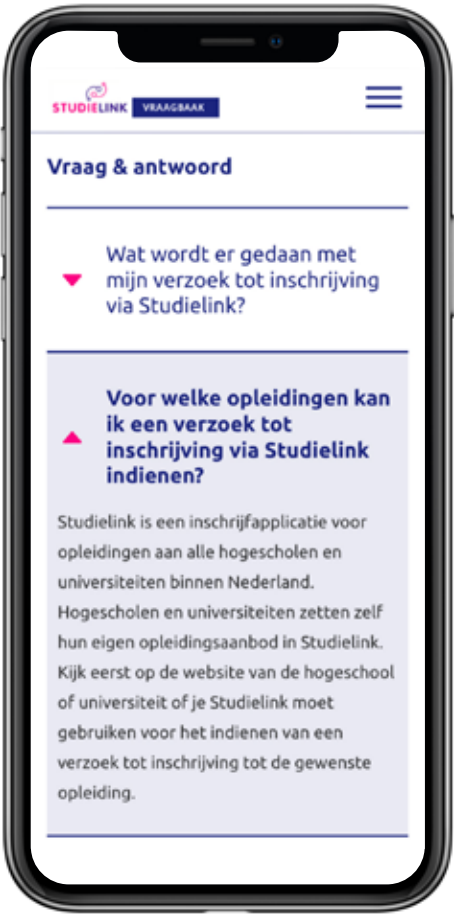 STUDIELINK VRAAGBAAK
Vraag & antwoord
Wat wordt er gedaan met
mijn verzoek tot inschrijving
via Studielink?
Voor welke opleidingen kan
ik een verzoek tot
inschrijving via Studielink
indienen?
Studielink is een inschrijfapplicatie voor
opleidingen aan alle hogescholen en
universiteiten binnen Nederland.
Hogescholen en universiteiten zetten zelf
hun eigen opleidingsaanbod in Studielink.
Kijk eerst op de website van de hogeschool
of universiteit of je Studielink moet
gebruiken voor het indienen van een
verzoek tot inschrijving tot de gewenste
opleiding.